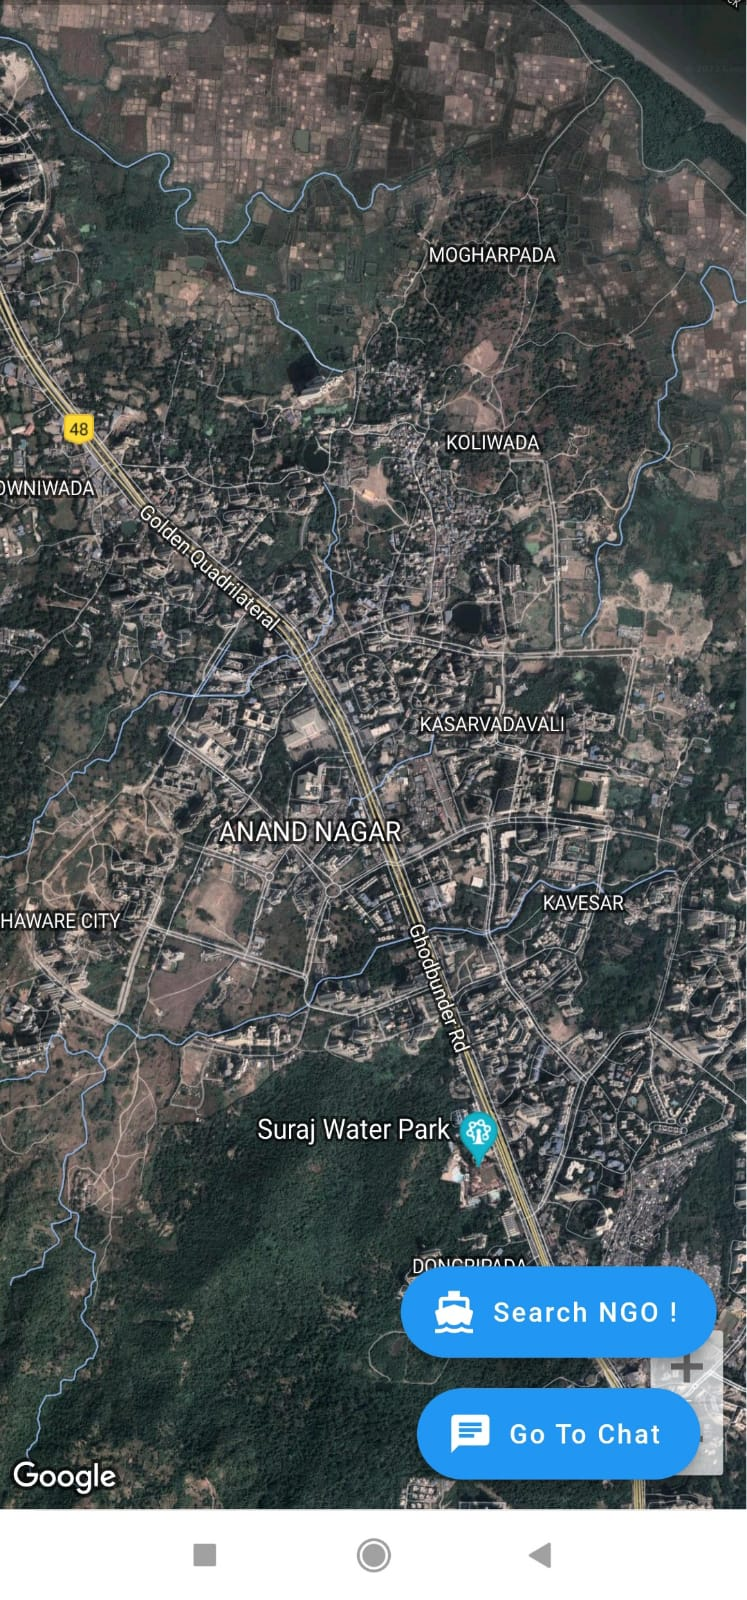 MOGHARPADA
48
KOLIWADA
OWNIWADA
Golden Quadrilateral
KASARVADAVALI
ANAND NAGAR
KAVESAR
HAWARE CITY
Ghodbunder Rd
Suraj Water Park
DONGRIPADA
Search NGO !
Go To Chat
Google